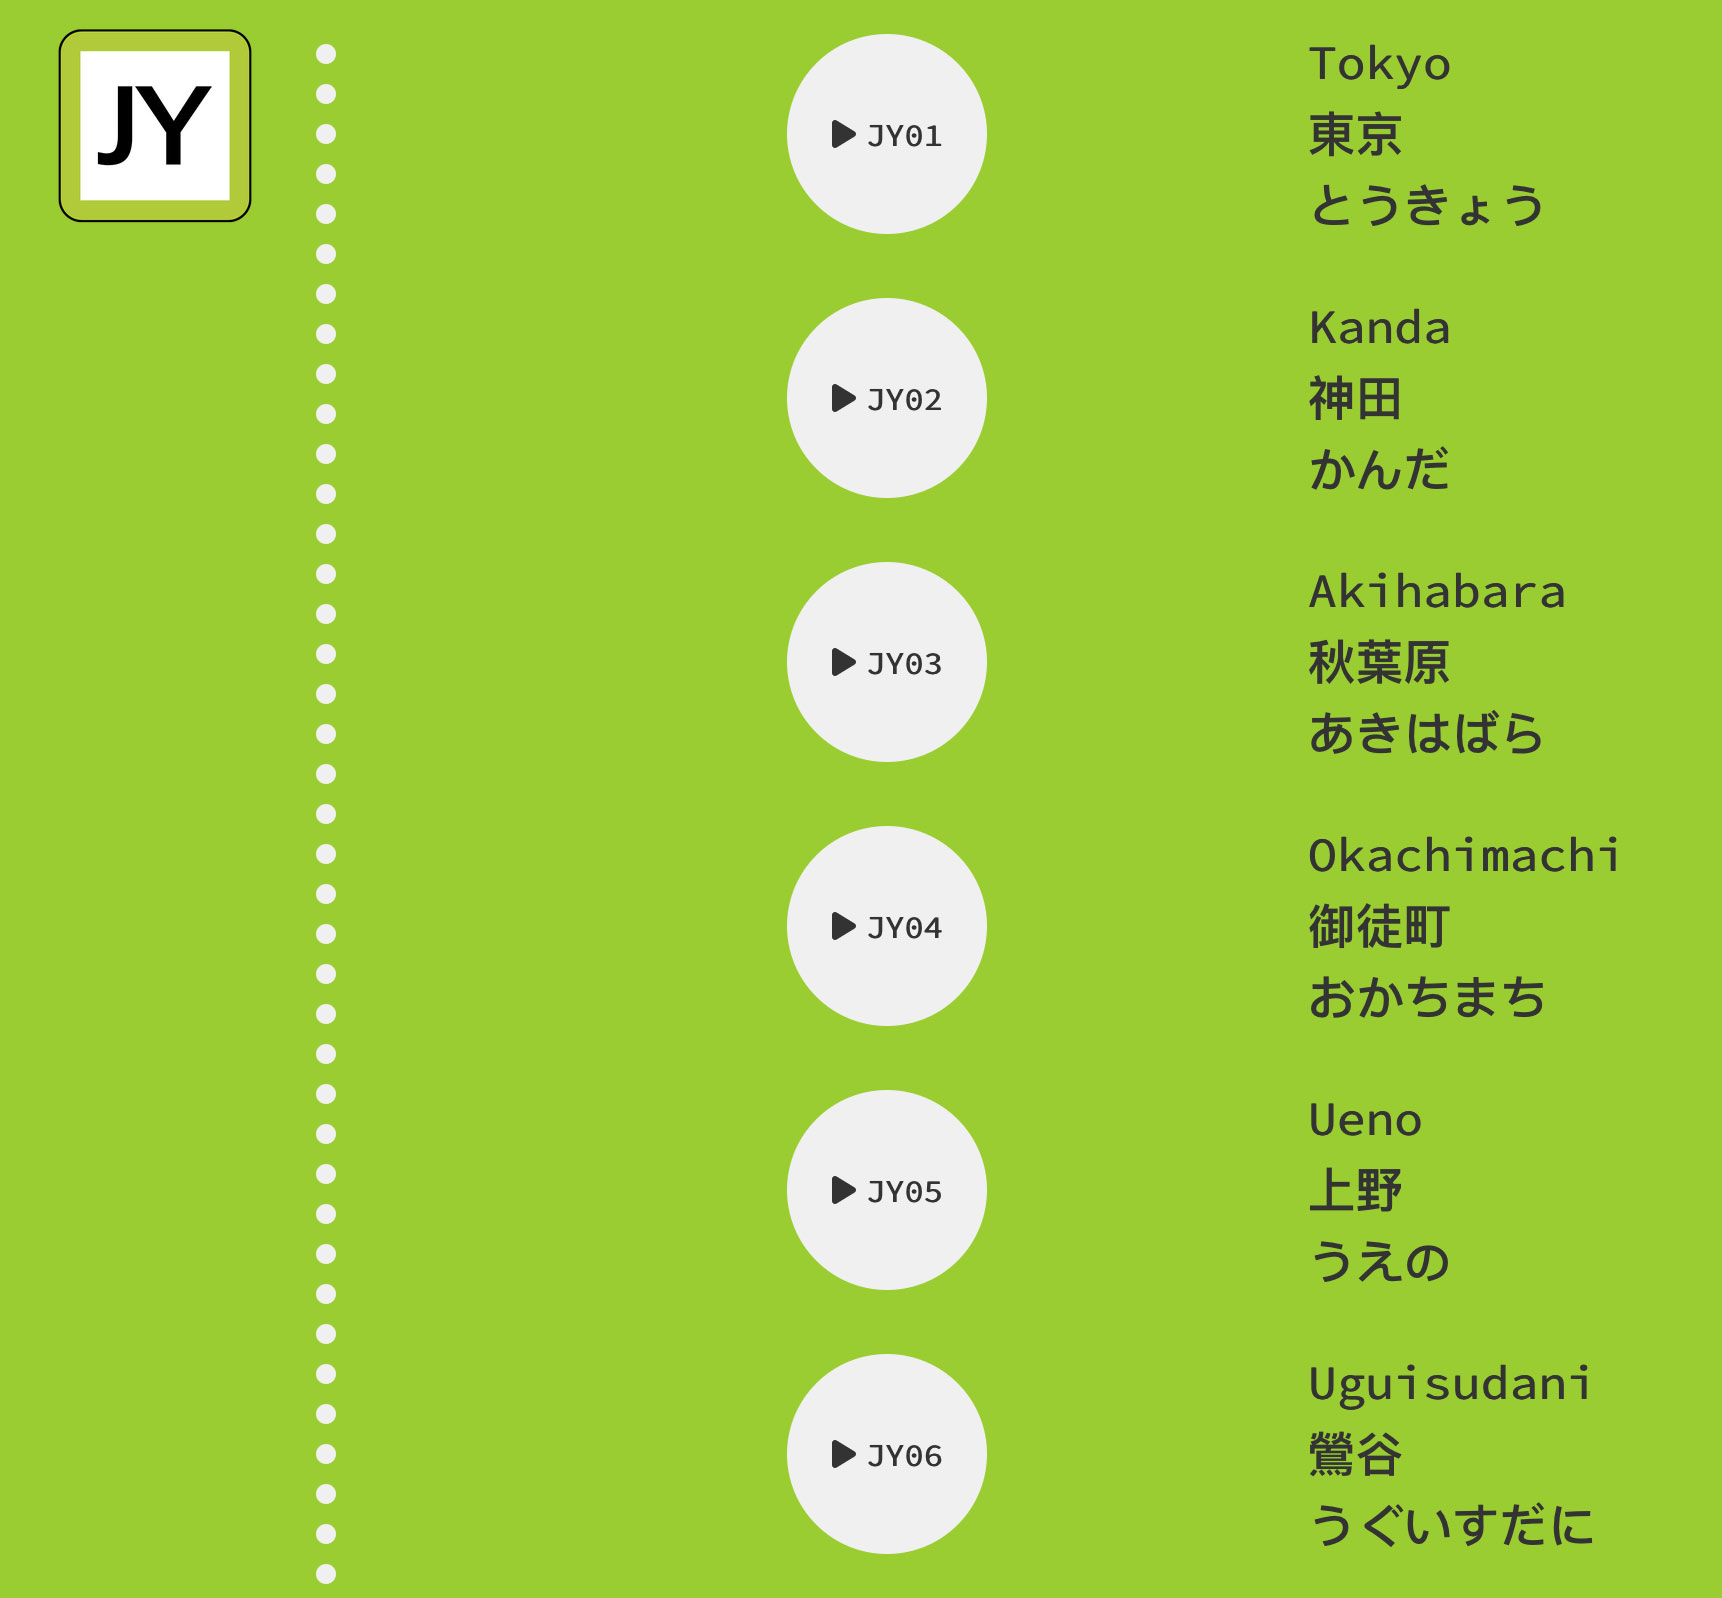 JY
JY01
Tokyo
東京
とうきょう
JY02
Kanda
神田
かんだ
JY03
Akihabara
秋葉原
あきはばら
JY04
Okachimachi
御徒町
おかちまち
JY05
Ueno
上野
うえの
JY06
Uguisudani
鶯谷
うぐいすだに